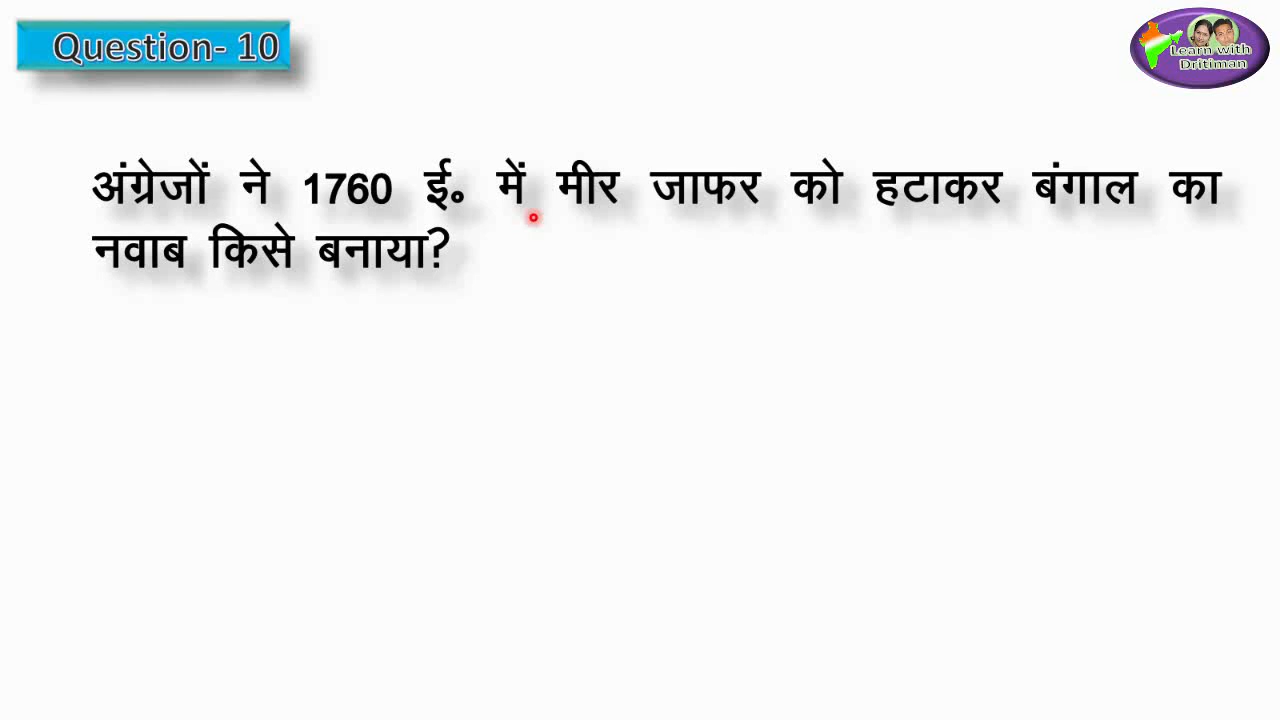 Question- 10
Learn with
Dritiman
अंग्रेजों ने 1760 ई॰ में मीर जाफर को हटाकर बंगाल का
नवाब किसे बनाया?